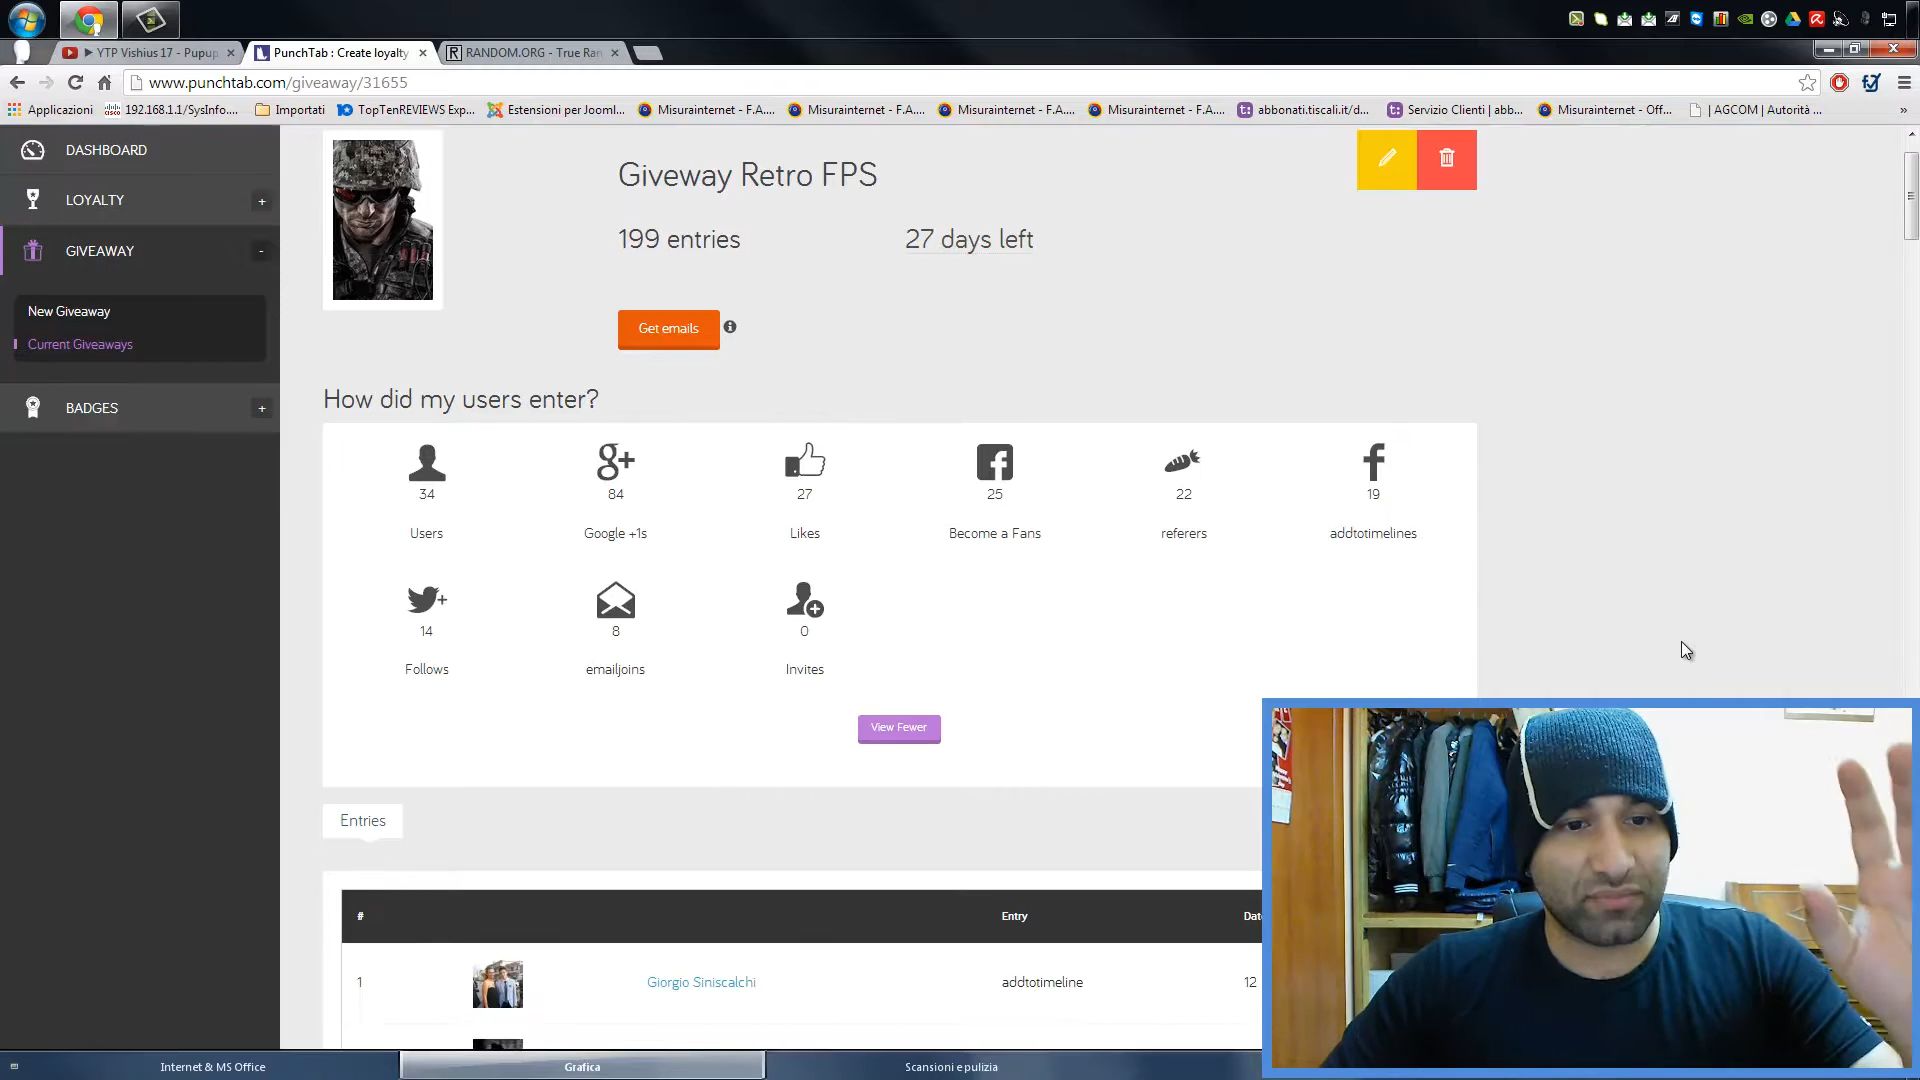 YTP Vishius 17 - Pupup
PunchTab : Create loyalty
RANDOM.ORG - True Ran
www.punchtab.com/giveaway/31655
Applicazioni
192.168.1.1/SysInfo....
Importati
TopTenREVIEWS Exp...
Estensioni per Jooml...
Misurainternet - F.A....
Misurainternet - F.A....
Misurainternet - F.A....
Misurainternet - F.A....
abbonati.tiscali.it/d...
Servizio Clienti | abb...
Misurainternet - Off...
| AGCOM | Autorità ...
DASHBOARD
LOYALTY
GIVEAWAY
New Giveaway
Current Giveaways
BADGES
Giveway Retro FPS
199 entries
27 days left
Get emails
How did my users enter?
34
Users
84
Google +1s
27
Likes
25
Become a Fans
22
referers
19
addtotimelines
14
Follows
8
emailjoins
0
Invites
View Fewer
Entries
#
Entry
1
Giorgio Siniscalchi
addtotimeline
12
Internet & MS Office
Grafica
Scansioni e pulizia